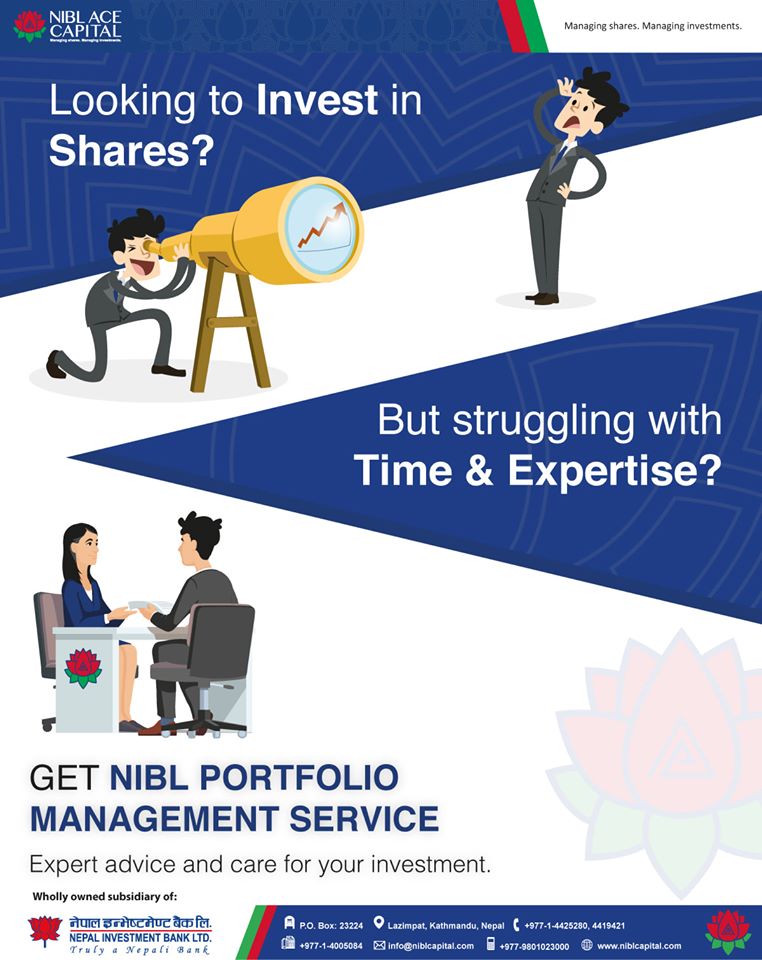 NIBL ACE
CAPITAL
Managing shares. Managing investments.
Managing shares. Managing investments.
Looking to Invest in
Shares?
But struggling with
Time & Expertise?
GET NIBL PORTFOLIO
MANAGEMENT SERVICE
Expert advice and care for your investment.
Wholly owned subsidiary of:
नेपाल इन्भेष्टमेण्ट बैंक लि.
NEPAL INVESTMENT BANK LTD.
Truly a Nepali Bank
P.O. Box: 23224 Lazimpat, Kathmandu, Nepal +977-1-4425280, 4419421
+977-1-4005084 info@niblcapital.com +977-9801023000 www.niblcapital.com